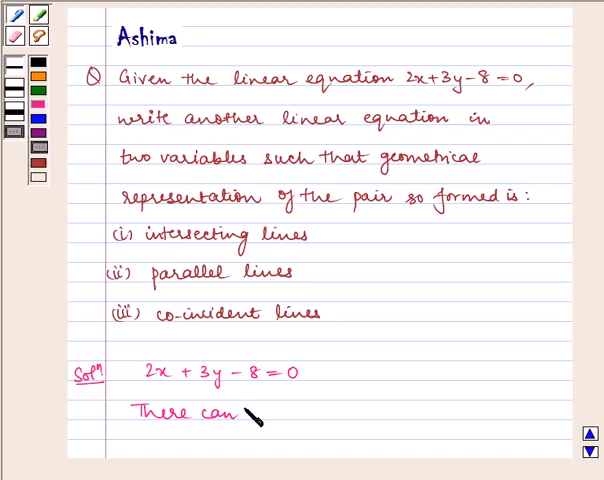 Ashima
Q Given the linear equation 2x+3y-8=0,
write another linear equation in
two variables such that geometrical
representation of the pair so formed is:
(i) intersecting lines
(ii) parallel lines
(iii) co-incident lines
Solⁿ. 2x + 3y - 8 = 0
There can